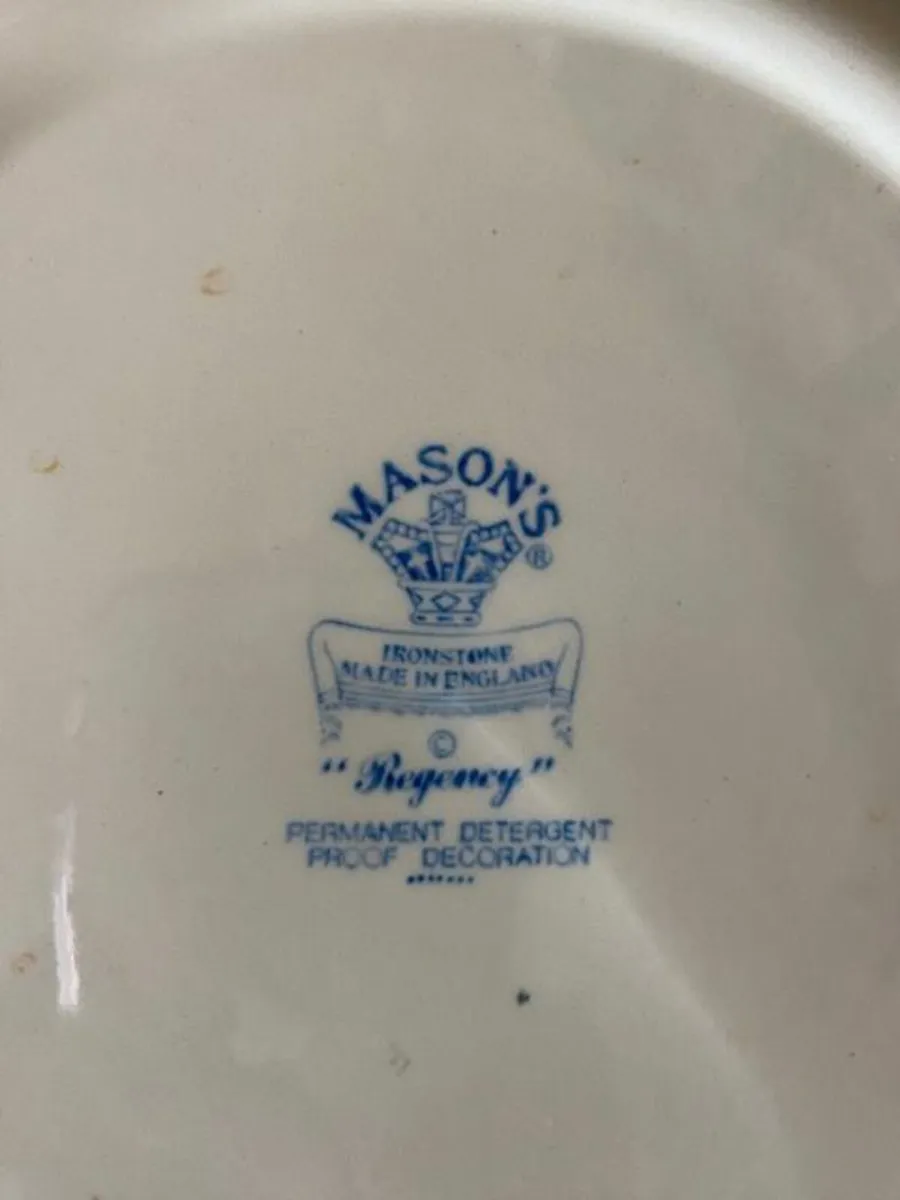 MASON'S
®
IRONSTONE
MADE IN ENGLAND
©
"Regency"
PERMANENT DETERGENT
PROOF DECORATION